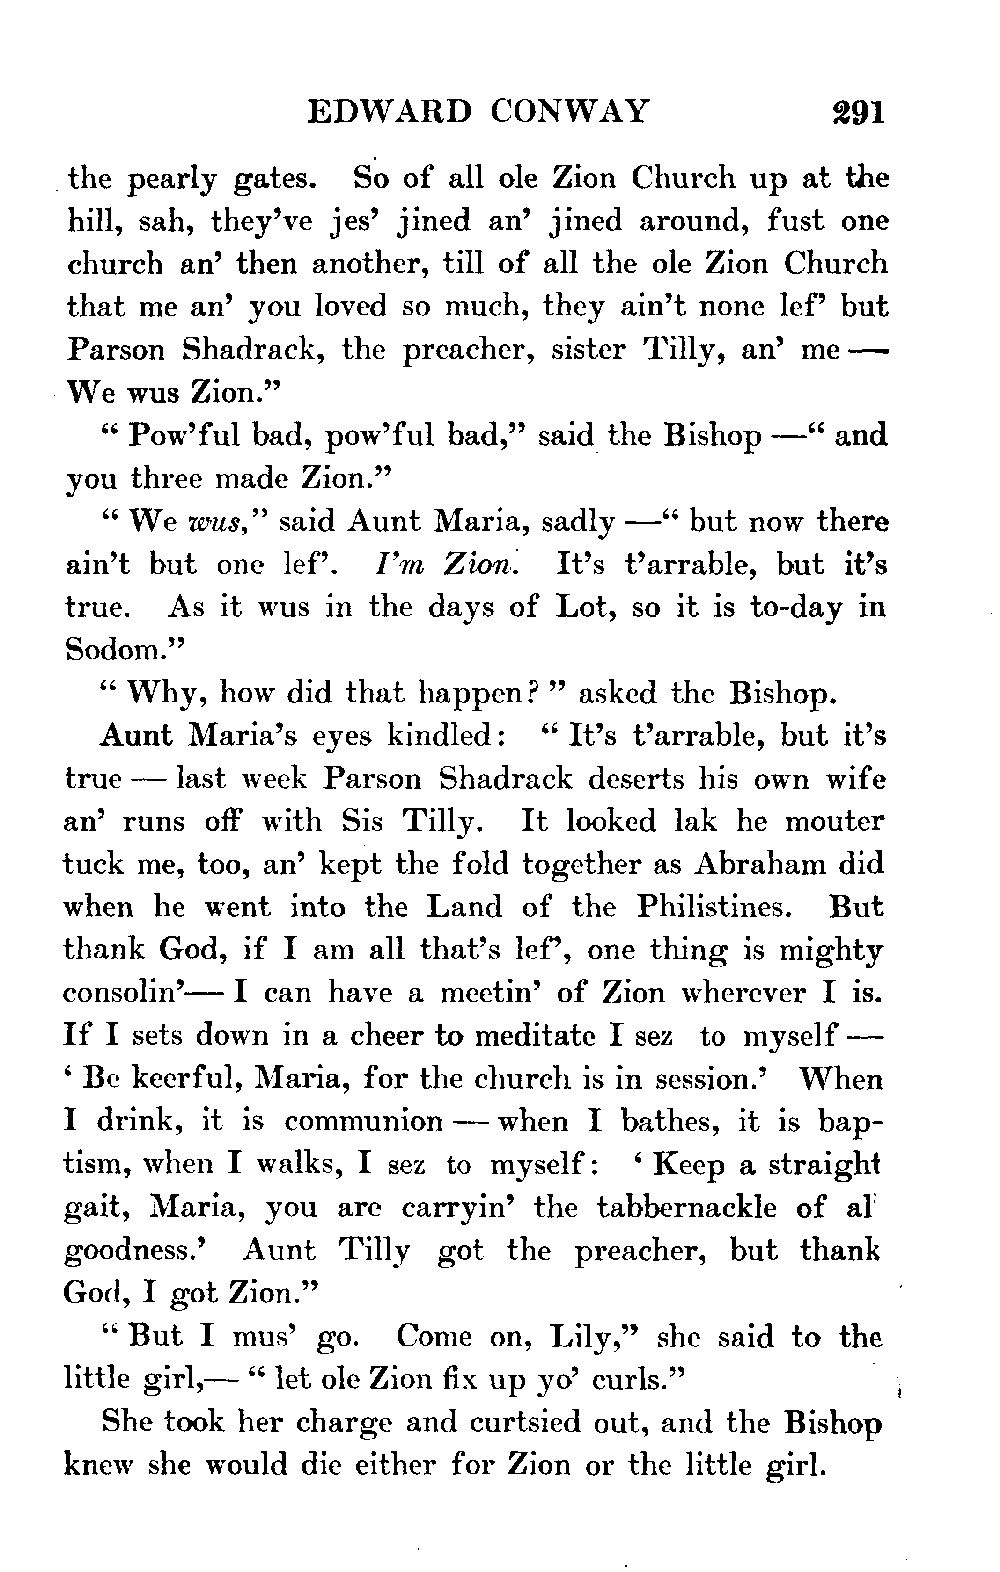 EDWARD CONWAY 291
the pearly gates. So of all ole Zion Church up at the
hill, sah, they've jes' jined an' jined around, fust one
church an' then another, till of all the ole Zion Church
that me an' you loved so much, they ain't none lef' but
Parson Shadrack, the preacher, sister Tilly, an' me —
We wus Zion."
" Pow'ful bad, pow'ful bad," said the Bishop —" and
you three made Zion."
" We wus," said Aunt Maria, sadly —" but now there
ain't but one lef'. I'm Zion. It's t'arrable, but it's
true. As it wus in the days of Lot, so it is to-day in
Sodom."
" Why, how did that happen? " asked the Bishop.
Aunt Maria's eyes kindled: " It's t'arrable, but it's
true — last week Parson Shadrack deserts his own wife
an' runs off with Sis Tilly. It looked lak he mouter
tuck me, too, an' kept the fold together as Abraham did
when he went into the Land of the Philistines. But
thank God, if I am all that's lef', one thing is mighty
consolin'— I can have a meetin' of Zion wherever I is.
If I sets down in a cheer to meditate I sez to myself —
' Be keerful, Maria, for the church is in session.' When
I drink, it is communion — when I bathes, it is bap-
tism, when I walks, I sez to myself: ' Keep a straight
gait, Maria, you are carryin' the tabbernackle of al'
goodness.' Aunt Tilly got the preacher, but thank
God, I got Zion."
" But I mus' go. Come on, Lily," she said to the
little girl,— " let ole Zion fix up yo' curls."
She took her charge and curtsied out, and the Bishop
knew she would die either for Zion or the little girl.